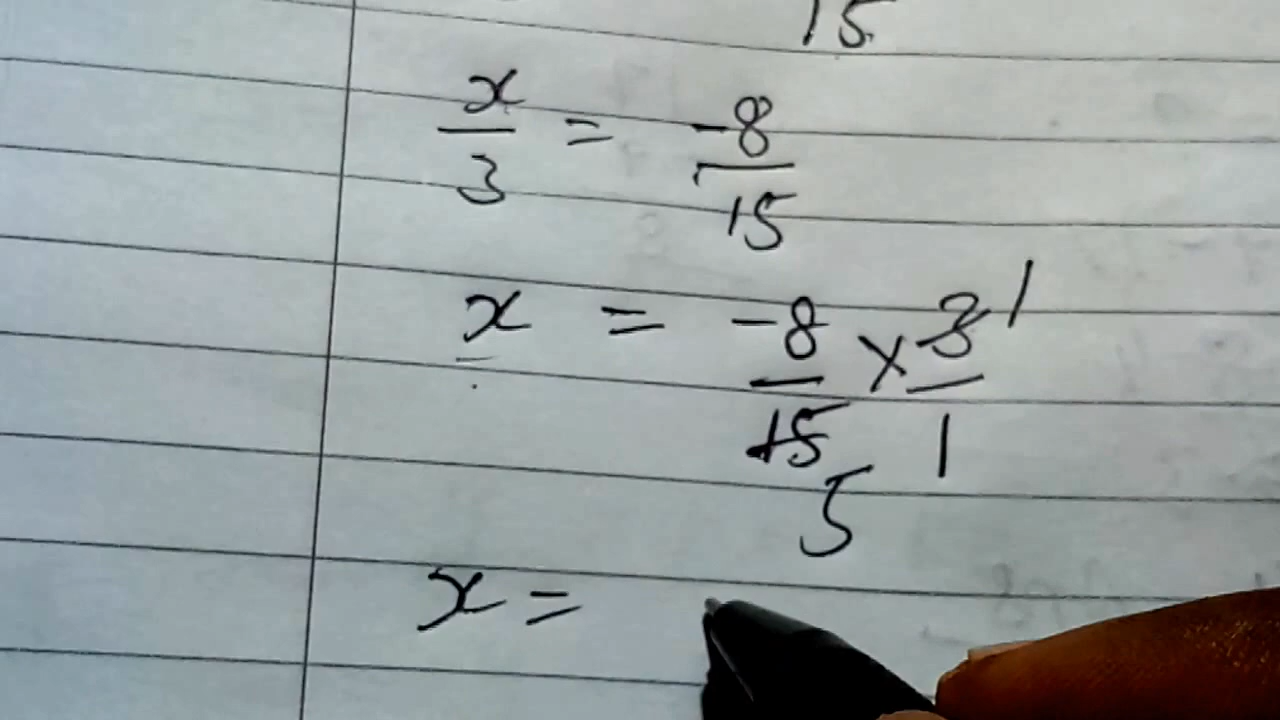 15
x/3 = -8/15
x = -8/15 × 3/1 1
5
x =